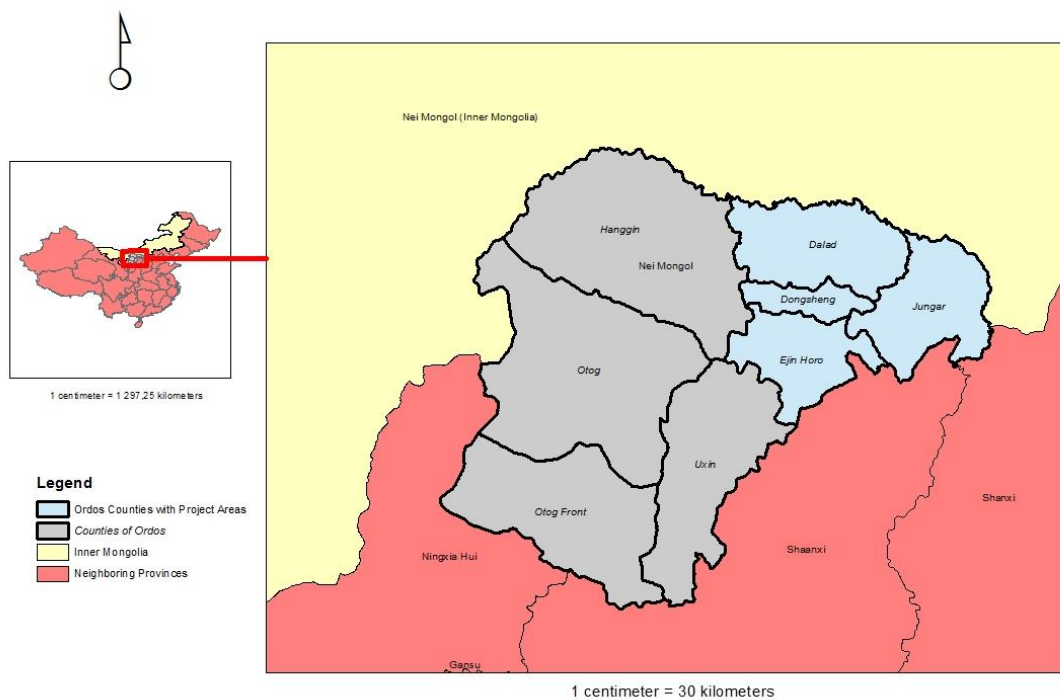 Nei Mongol (Inner Mongolia)
Hanggin
Nei Mongol
Dalad
Dongsheng
Jungar
Ejin Horo
Otog
Uxin
Otog Front
Ningxia Hui
Shaanxi
Shanxi
Gansu
1 centimeter = 1 297,25 kilometers
Legend
Ordos Counties with Project Areas
Counties of Ordos
Inner Mongolia
Neighboring Provinces
1 centimeter = 30 kilometers